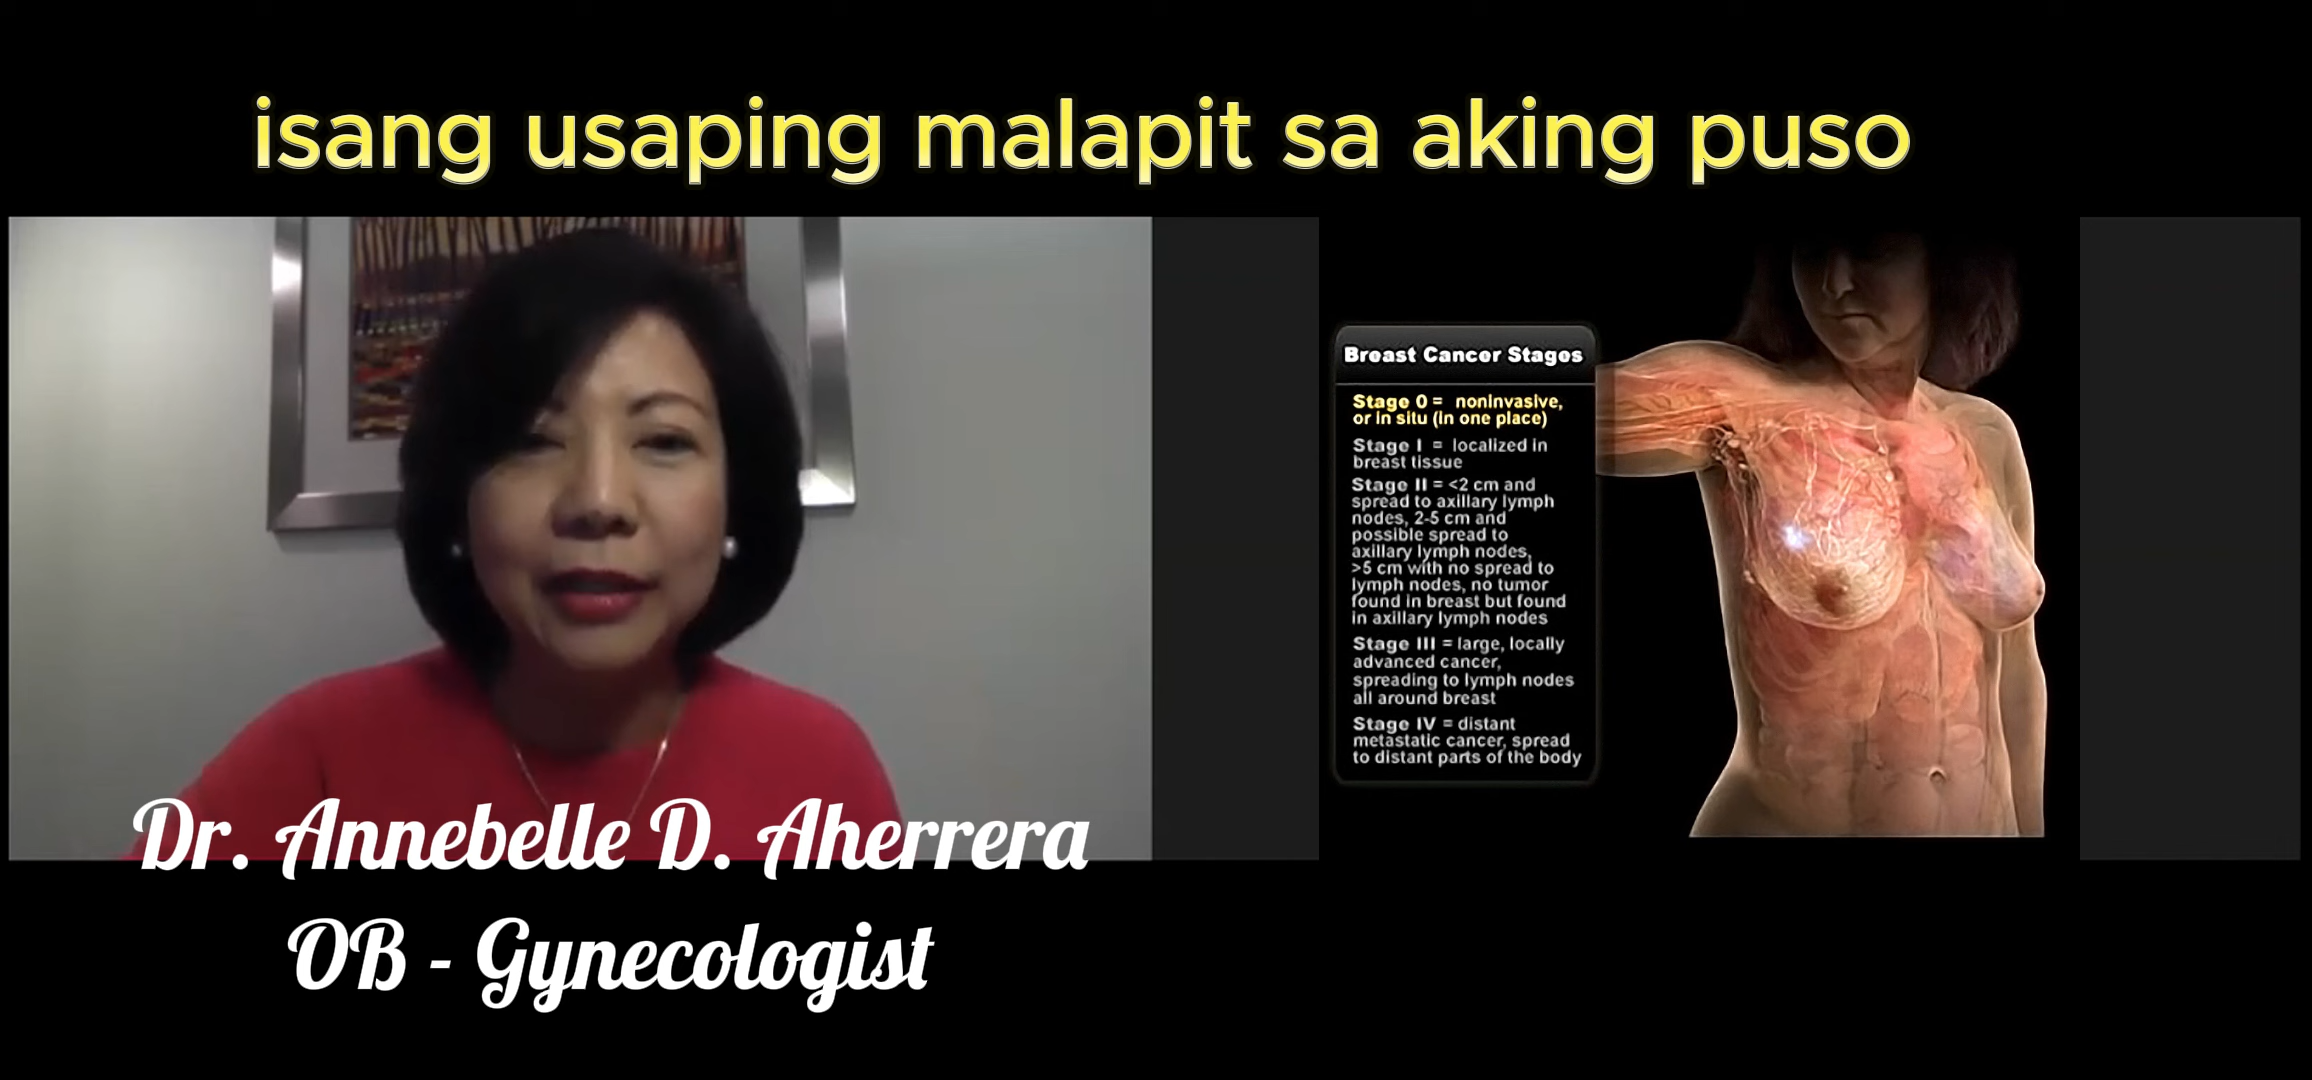 isang usaping malapit sa aking puso
Breast Cancer Stages
Stage 0 = noninvasive,
or in situ (in one place)
Stage I = localized in
breast tissue
Stage II = <2 cm and
spread to axillary lymph
nodes, 2-5 cm and
possible spread to
axillary lymph nodes,
>5 cm with no spread to
lymph nodes, no tumor
found in breast but found
in axillary lymph nodes
Stage III = large, locally
advanced cancer,
spreading to lymph nodes
all around breast
Stage IV = distant
metastatic cancer, spread
to distant parts of the body
Dr. Annebelle D. Aherrera
OB - Gynecologist